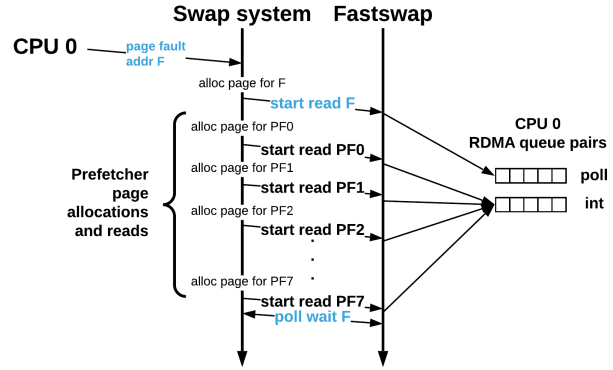 Swap system
Fastswap
CPU 0
page fault
addr F
alloc page for F
start read F
alloc page for PF0
start read PF0
alloc page for PF1
start read PF1
alloc page for PF2
start read PF2
.
.
.
alloc page for PF7
start read PF7
poll wait F
Prefetcher
page
allocations
and reads
CPU 0
RDMA queue pairs
poll
int